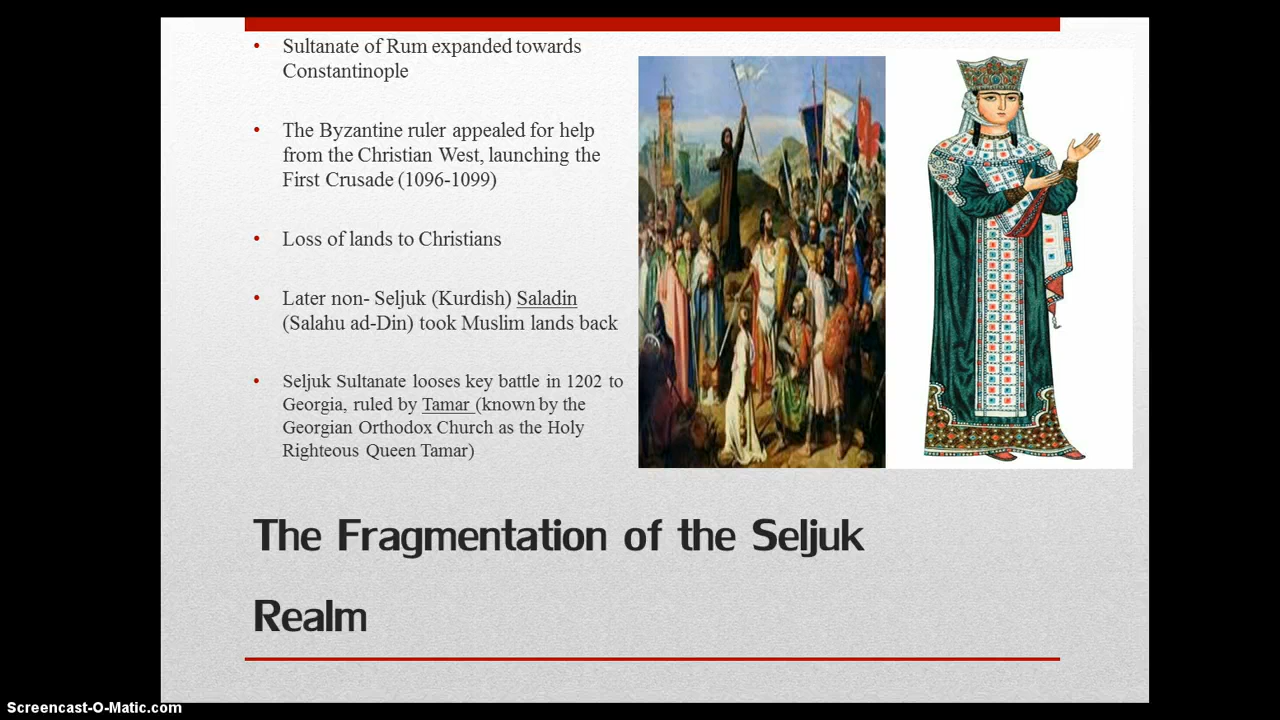 • Sultanate of Rum expanded towards
Constantinople
• The Byzantine ruler appealed for help
from the Christian West, launching the
First Crusade (1096-1099)
• Loss of lands to Christians
• Later non- Seljuk (Kurdish) Saladin
(Salahu ad-Din) took Muslim lands back
• Seljuk Sultanate looses key battle in 1202 to
Georgia, ruled by Tamar (known by the
Georgian Orthodox Church as the Holy
Righteous Queen Tamar)
The Fragmentation of the Seljuk
Realm
Screencast-O-Matic.com